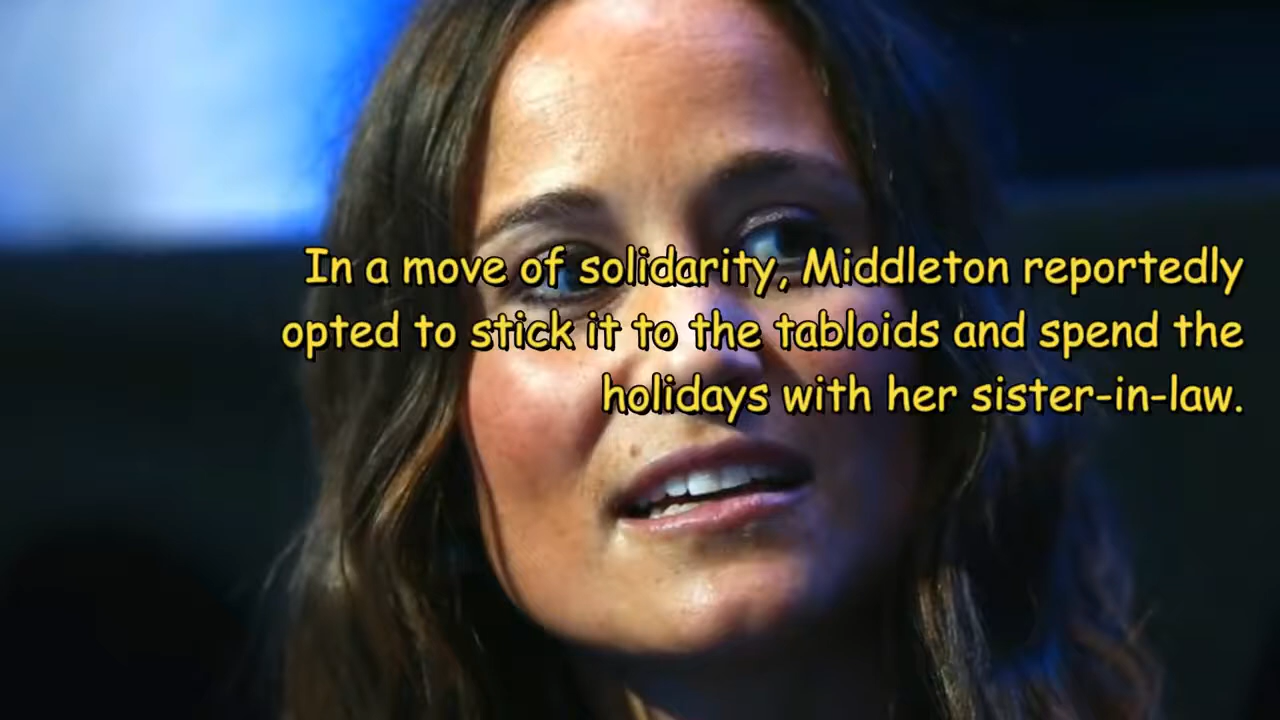 In a move of solidarity, Middleton reportedly
opted to stick it to the tabloids and spend the
holidays with her sister-in-law.